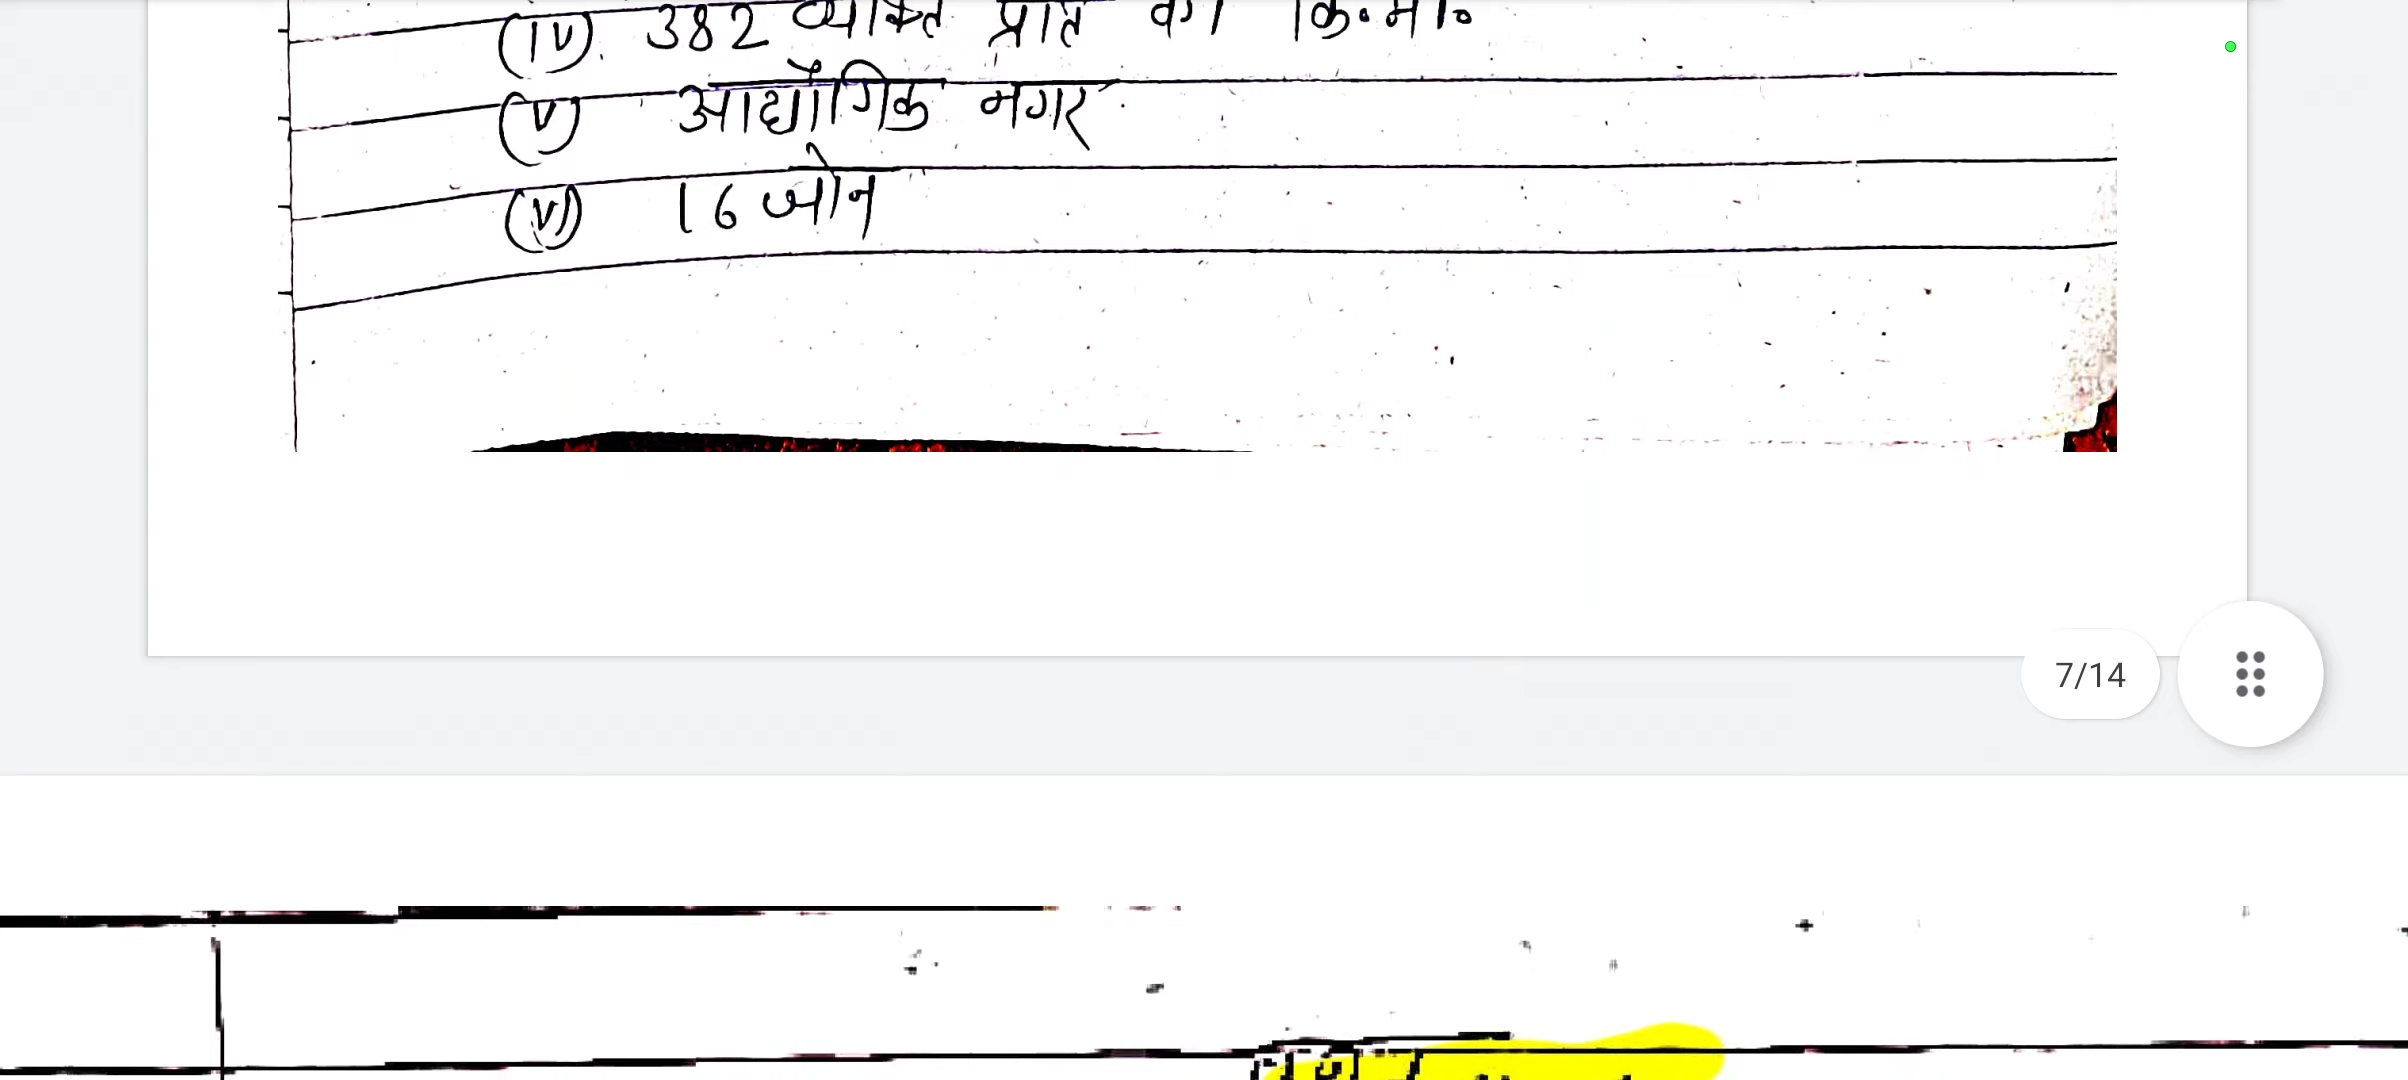 (iv). 382 व्यक्ति प्रति वर्ग कि.मी.
(v) औद्योगिक नगर
(vi) 16 जोन
7/14